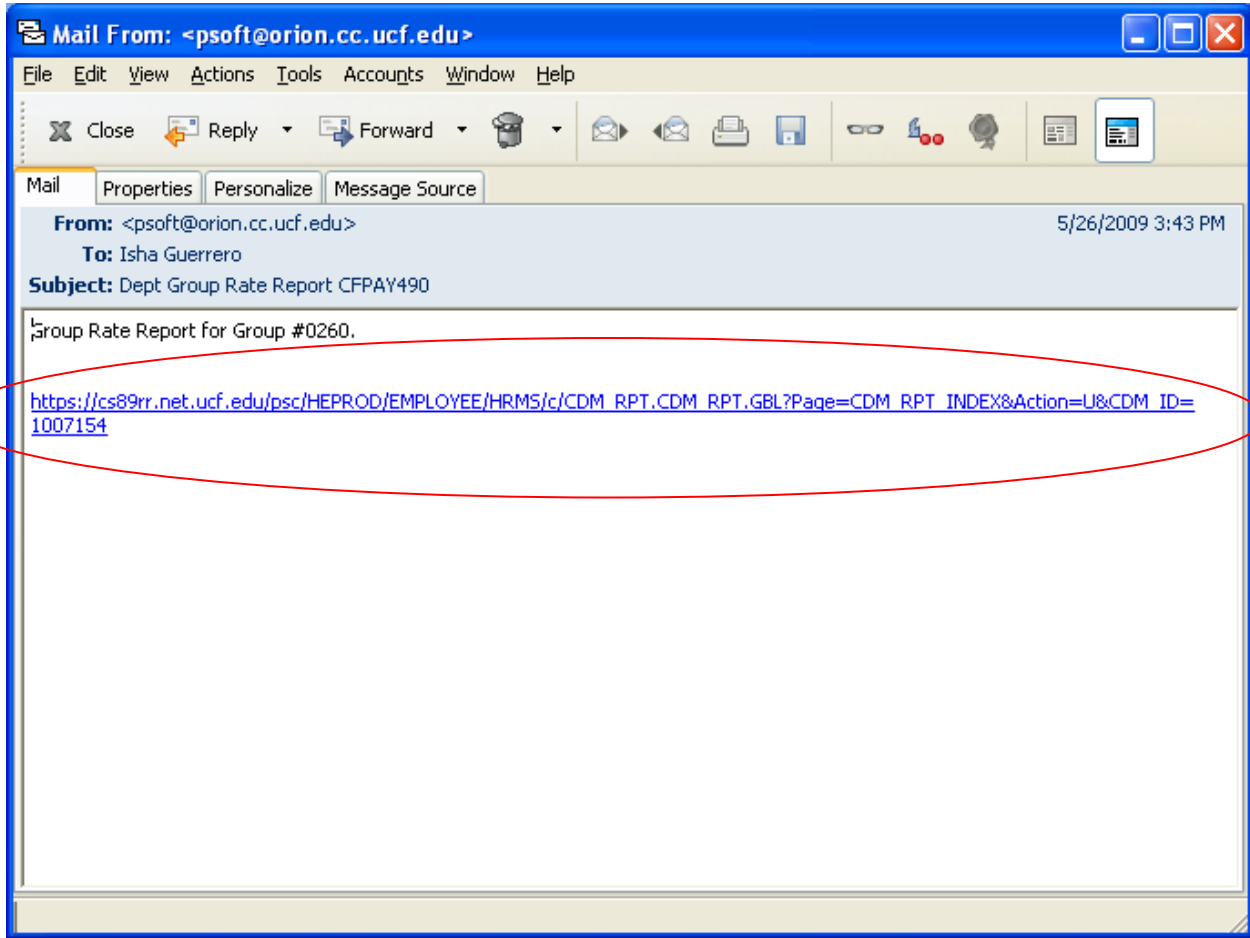 Mail From: <psoft@orion.cc.ucf.edu>
File Edit View Actions Tools Accounts Window Help
Close Reply Forward
Mail Properties Personalize Message Source
From: <psoft@orion.cc.ucf.edu> 5/26/2009 3:43 PM
To: Isha Guerrero
Subject: Dept Group Rate Report CFPAY490
Group Rate Report for Group #0260.
https://cs89rr.net.ucf.edu/psc/HEPROD/EMPLOYEE/HRMS/c/CDM_RPT.CDM_RPT.GBL?Page=CDM_RPT_INDEX&Action=U&CDM_ID=
1007154